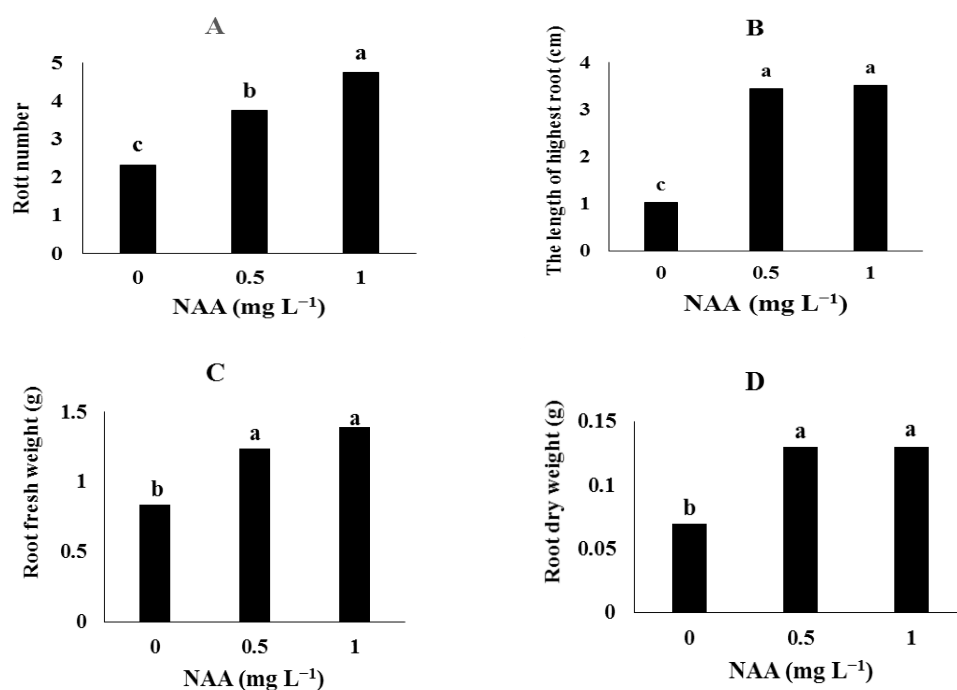 A
Rott number
5
4
3
2
1
0
c
b
a
0 0.5 1
NAA (mg L⁻¹)
B
The length of highest root (cm)
4
3
2
1
0
c
a
a
0 0.5 1
NAA (mg L⁻¹)
C
Root fresh weight (g)
1.5
1
0.5
0
b
a
a
0 0.5 1
NAA (mg L⁻¹)
D
Root dry weight (g)
0.15
0.1
0.05
0
b
a
a
0 0.5 1
NAA (mg L⁻¹)